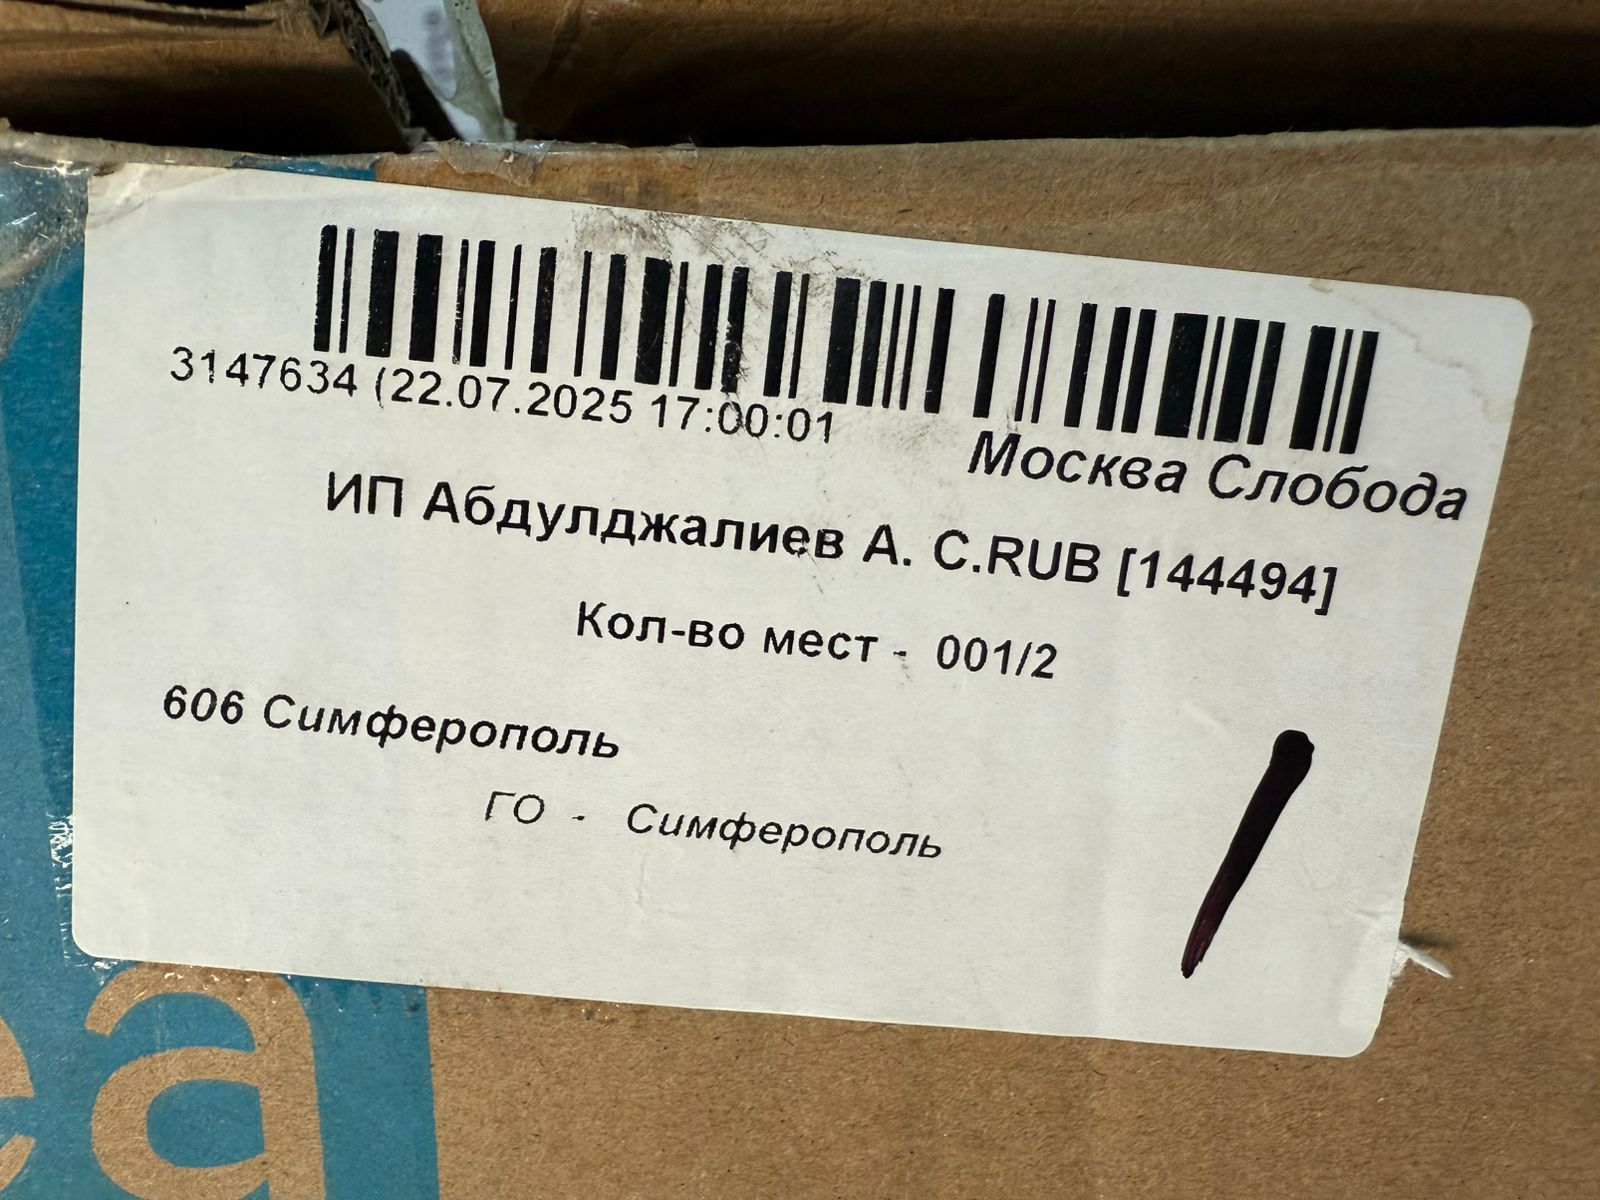 3147634 (22.07.2025 17:00:01
Москва Слобода
ИП Абдулджалиев А. С.RUB [144494]
Кол-во мест - 001/2
606 Симферополь
ГО - Симферополь
/
ea